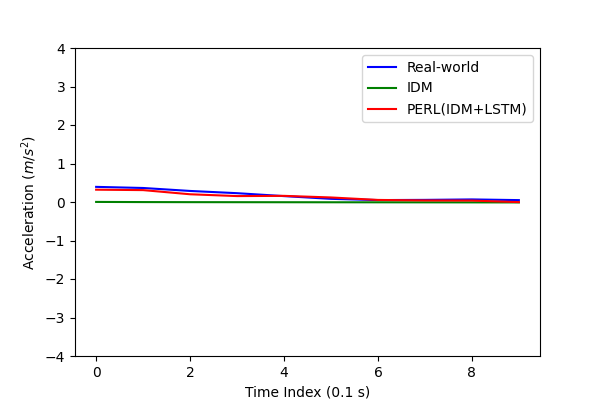 Real-world
IDM
PERL(IDM+LSTM)
4
3
2
1
0
−1
−2
−3
−4
Acceleration (m/s²)
0 2 4 6 8
Time Index (0.1 s)